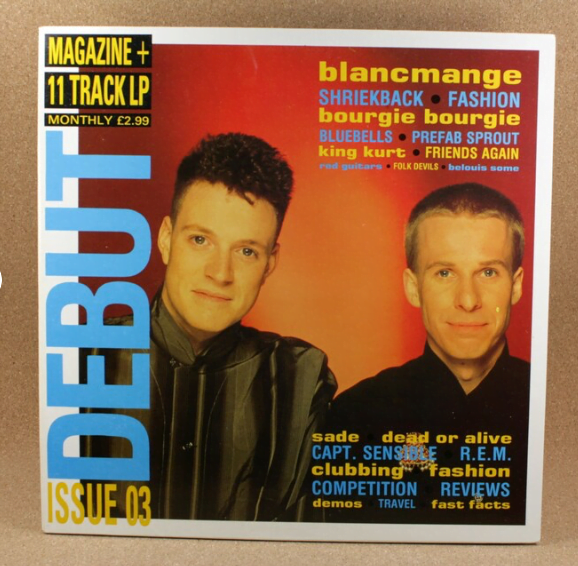 MAGAZINE +
11 TRACK LP
MONTHLY £2.99
DEBUT
ISSUE 03
blancmange
SHRIEKBACK • FASHION
bourgie bourgie
BLUEBELLS • PREFAB SPROUT
king kurt • FRIENDS AGAIN
red guitars • FOLK DEVILS • belouis some
sade • dead or alive
CAPT. SENSIBLE • R.E.M.
clubbing • fashion
COMPETITION • REVIEWS
demos • TRAVEL • fast facts